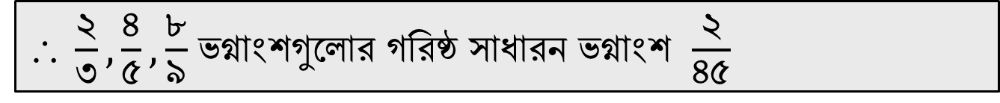 ∴ ২/৩, ৪/৫, ৮/৯ ভগ্নাংশগুলোর গরিষ্ঠ সাধারন ভগ্নাংশ ২/৪৫